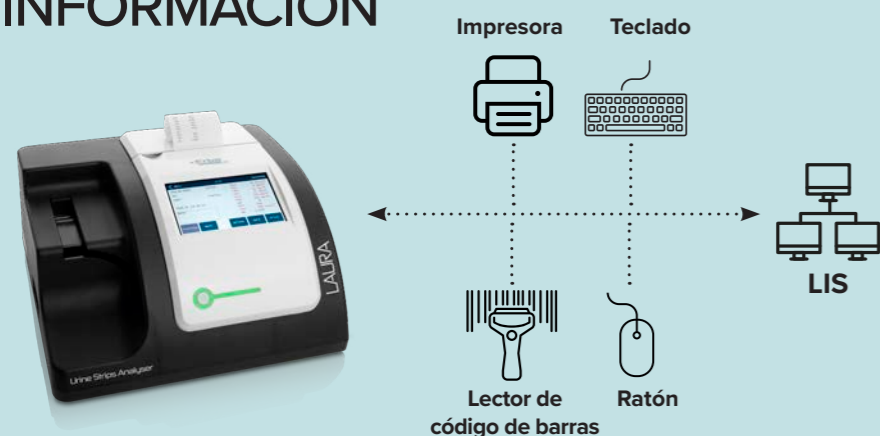 INFORMACIÓN
Impresora
Teclado
LAURA
Urine Strips Analyser
LIS
Lector de
código de barras
Ratón